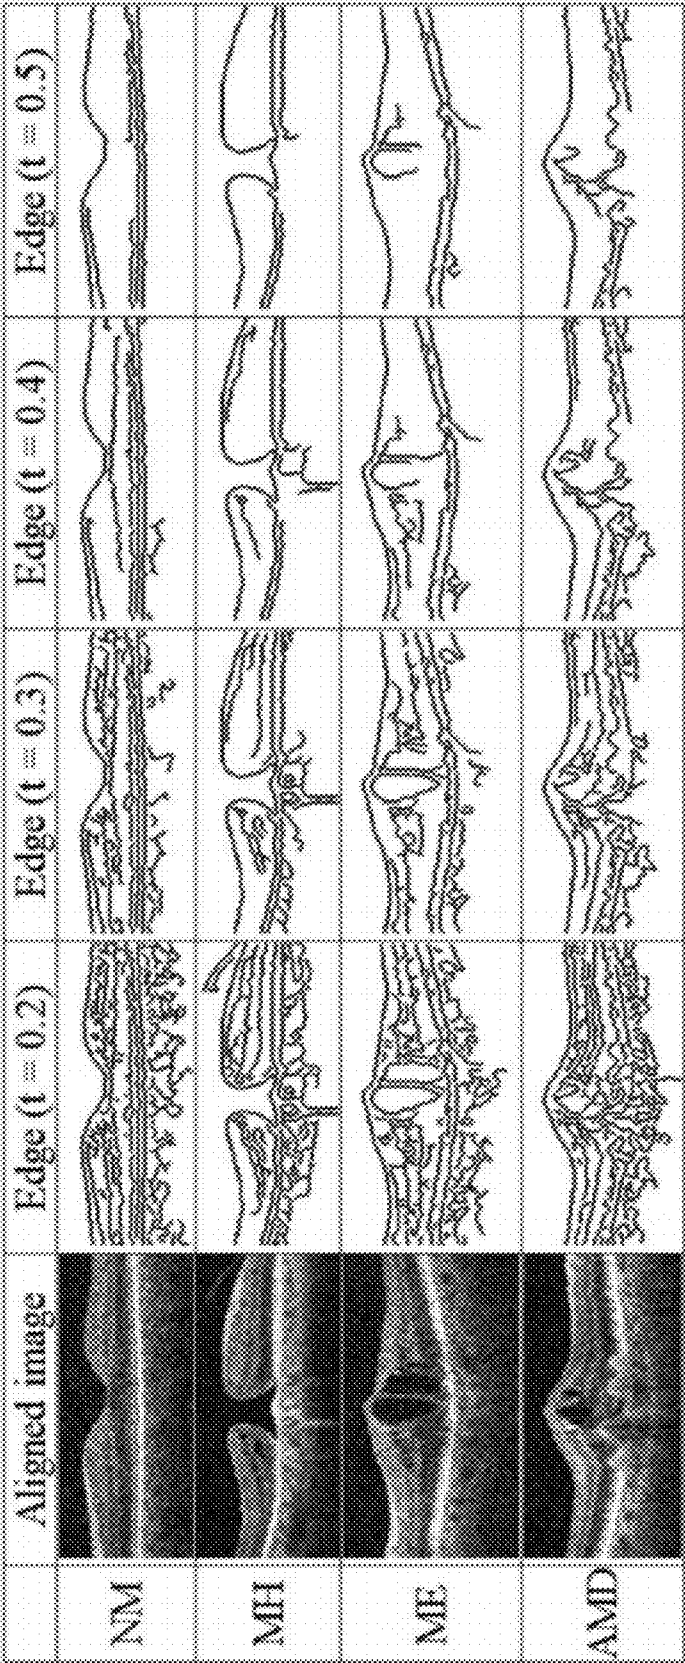 Aligned image
Edge (t = 0.2)
Edge (t = 0.3)
Edge (t = 0.4)
Edge (t = 0.5)
NM
MH
ME
AMD